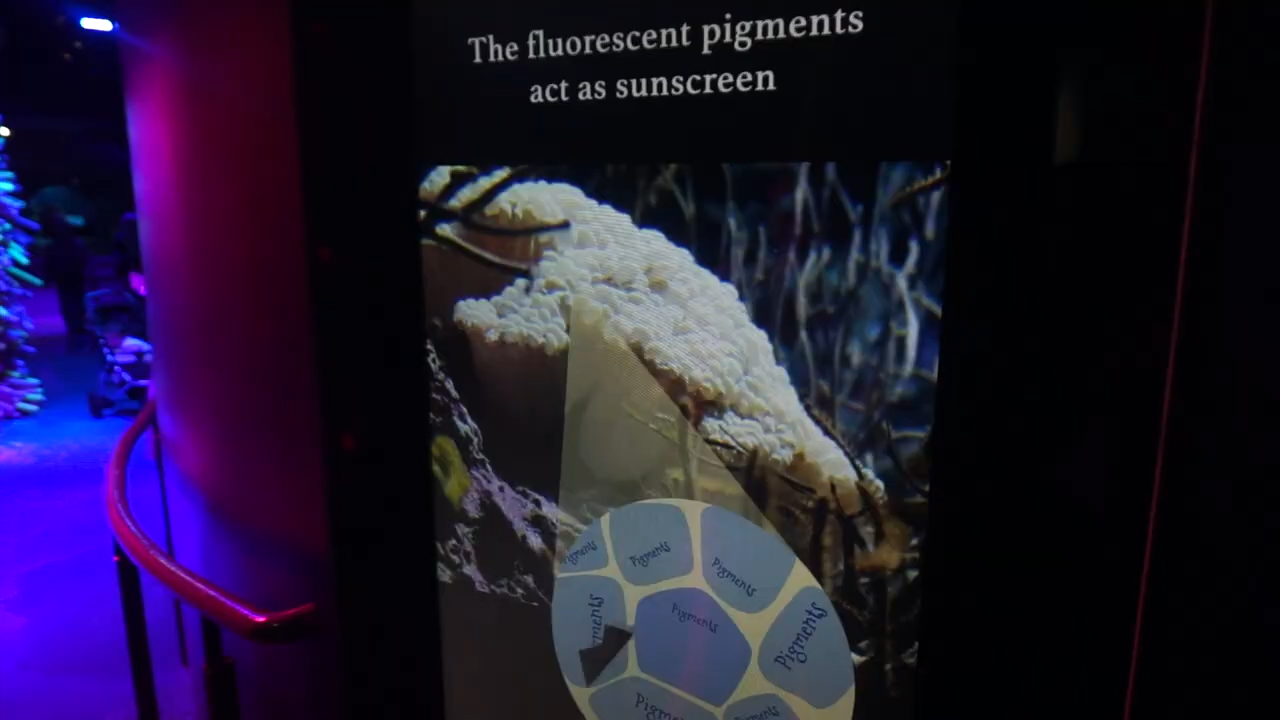 The fluorescent pigments
act as sunscreen
Pigments
Pigments
Pigments
Pigments
Pigments